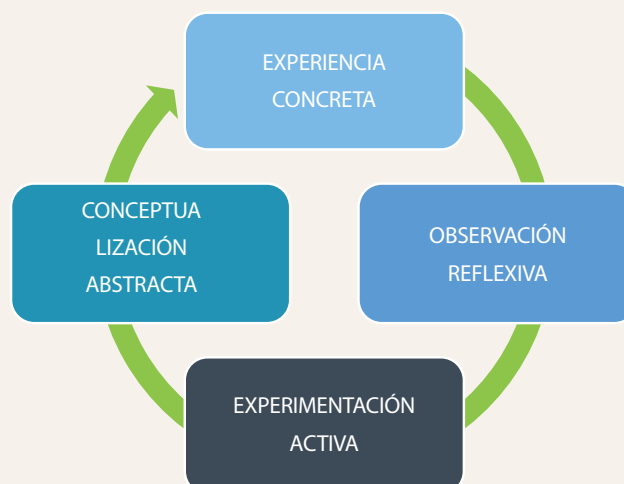 EXPERIENCIA
CONCRETA
CONCEPTUA
LIZACIÓN
ABSTRACTA
OBSERVACIÓN
REFLEXIVA
EXPERIMENTACIÓN
ACTIVA